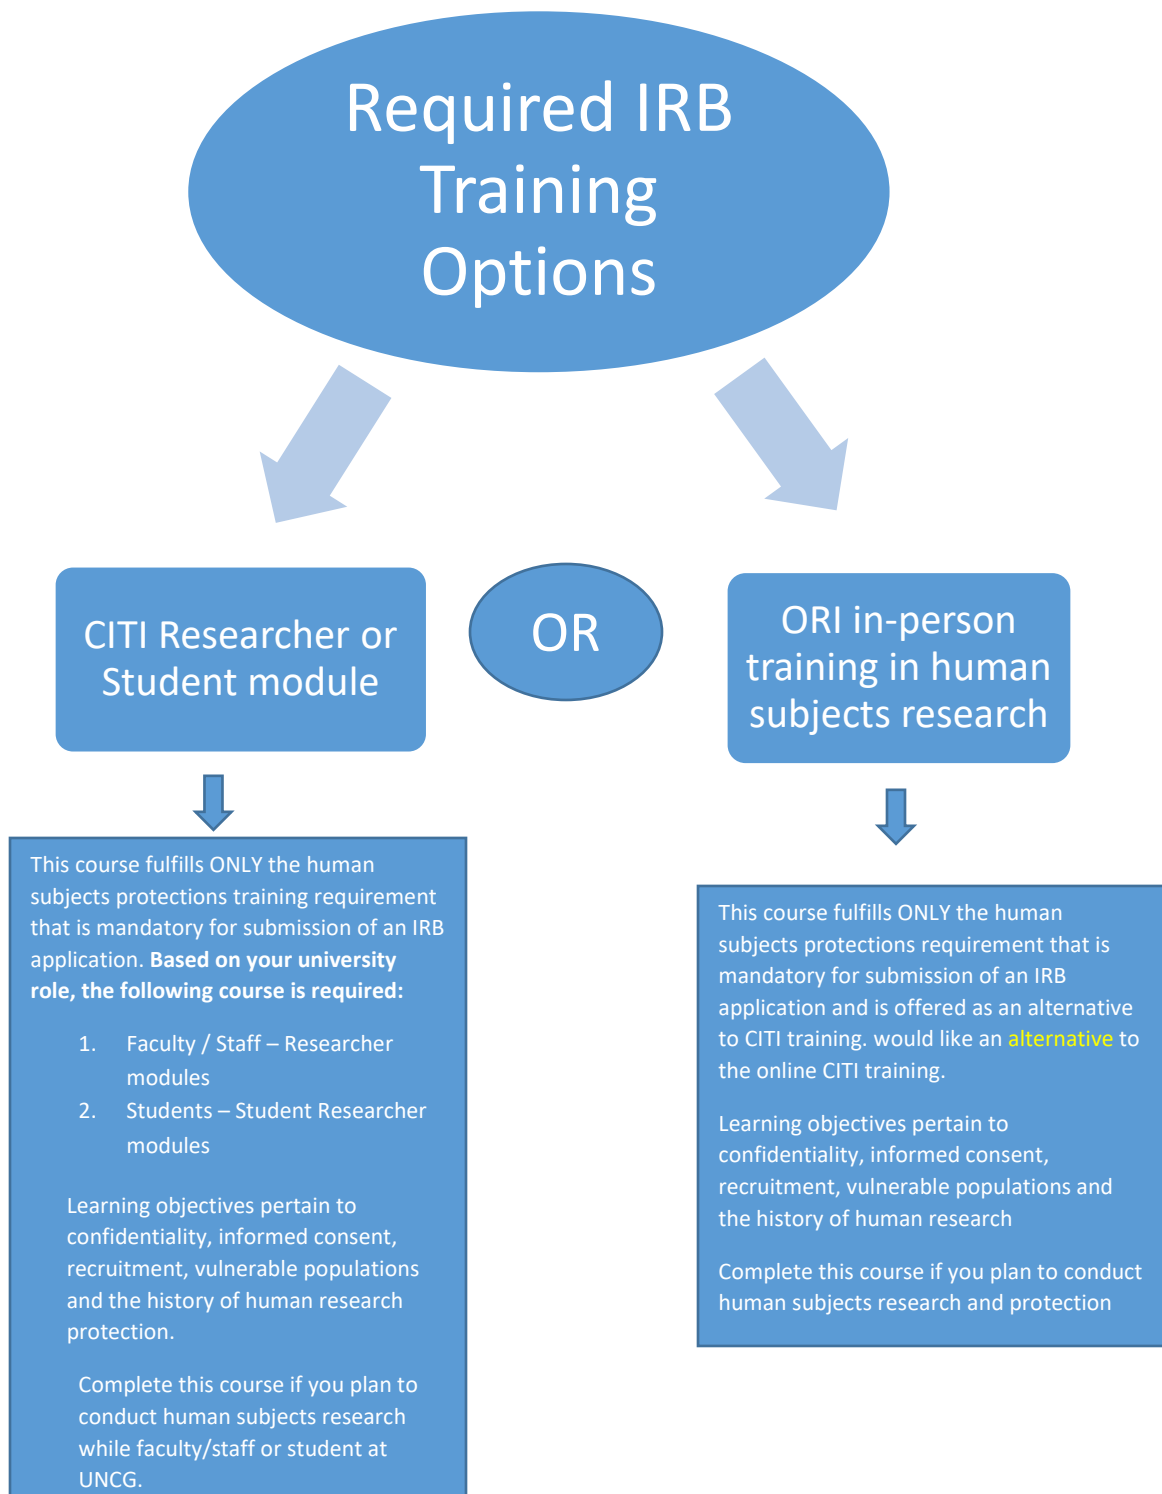 Required IRB
Training
Options
CITI Researcher or
Student module
OR
ORI in-person
training in human
subjects research
This course fulfills ONLY the human
subjects protections training requirement
that is mandatory for submission of an IRB
application. Based on your university
role, the following course is required:
1. Faculty / Staff – Researcher
modules
2. Students – Student Researcher
modules
Learning objectives pertain to
confidentiality, informed consent,
recruitment, vulnerable populations
and the history of human research
protection.
Complete this course if you plan to
conduct human subjects research
while faculty/staff or student at
UNCG.
This course fulfills ONLY the human
subjects protections requirement that is
mandatory for submission of an IRB
application and is offered as an alternative
to CITI training. would like an alternative to
the online CITI training.
Learning objectives pertain to
confidentiality, informed consent,
recruitment, vulnerable populations and
the history of human research
Complete this course if you plan to conduct
human subjects research and protection